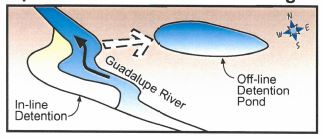 N
W E
S
Guadalupe River
Off-line
Detention
Pond
In-line
Detention